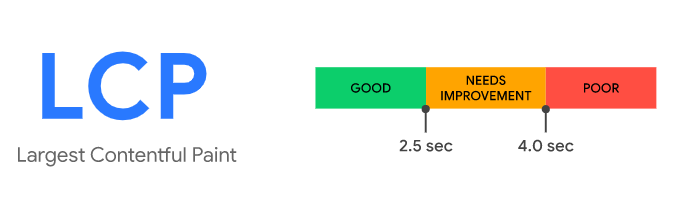 LCP
Largest Contentful Paint
GOOD
NEEDS
IMPROVEMENT
POOR
2.5 sec
4.0 sec